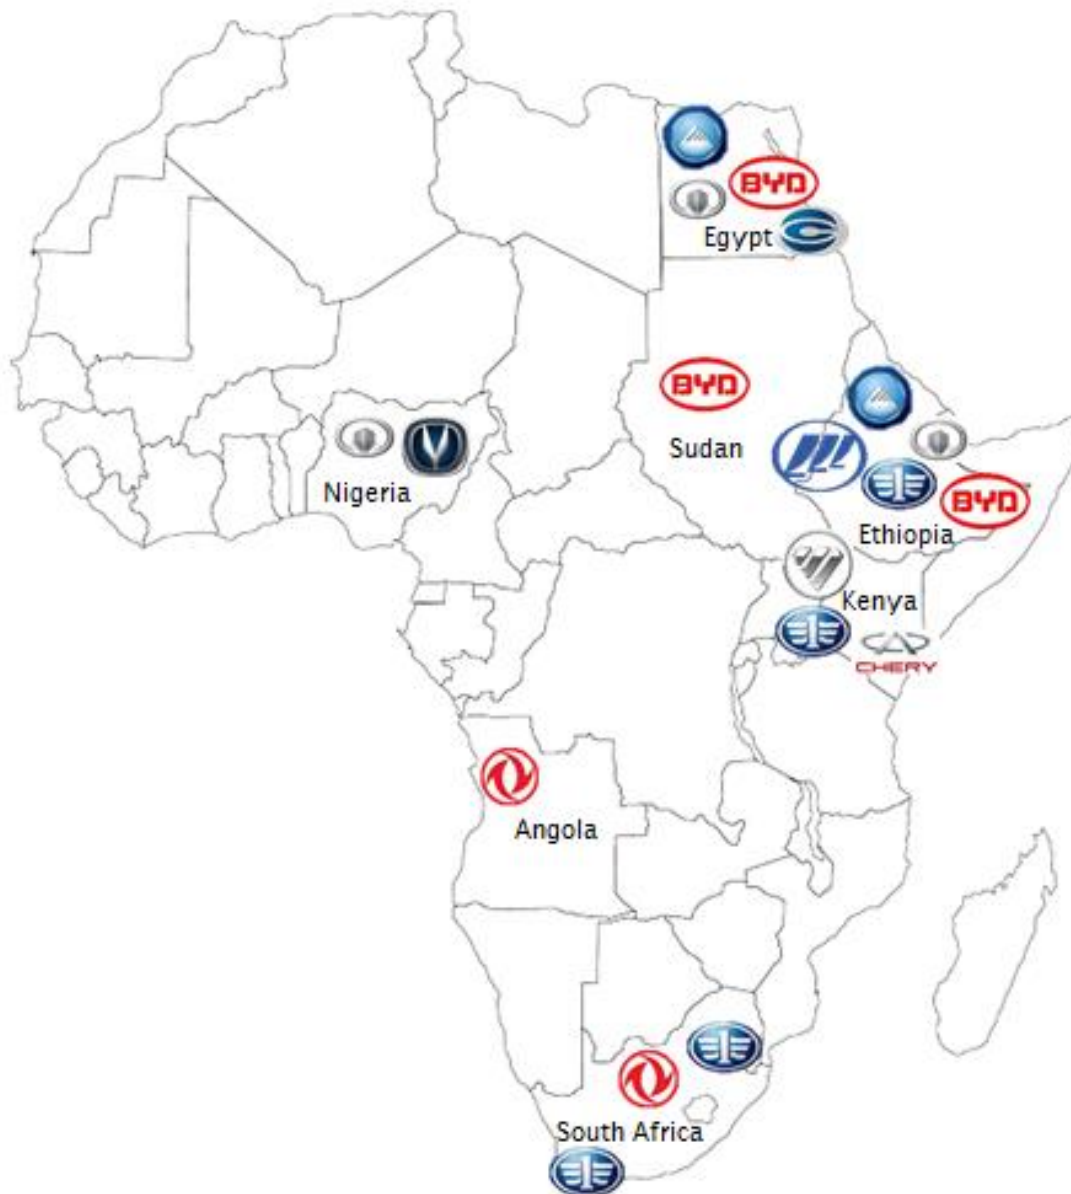 BYD
Egypt
BYD
Sudan
Nigeria
BYD
Ethiopia
Kenya
CHERY
Angola
South Africa